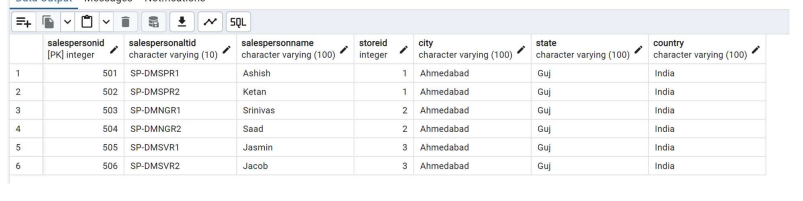 Data Output Messages Notifications
SQL
salespersonid salespersonaltid salespersonname storeid city state country
[PK] integer character varying (10) character varying (100) integer character varying (100) character varying (100) character varying (100)
1 501 SP-DMSPR1 Ashish 1 Ahmedabad Guj India
2 502 SP-DMSPR2 Ketan 1 Ahmedabad Guj India
3 503 SP-DMNGR1 Srinivas 2 Ahmedabad Guj India
4 504 SP-DMNGR2 Saad 2 Ahmedabad Guj India
5 505 SP-DMSVR1 Jasmin 3 Ahmedabad Guj India
6 506 SP-DMSVR2 Jacob 3 Ahmedabad Guj India